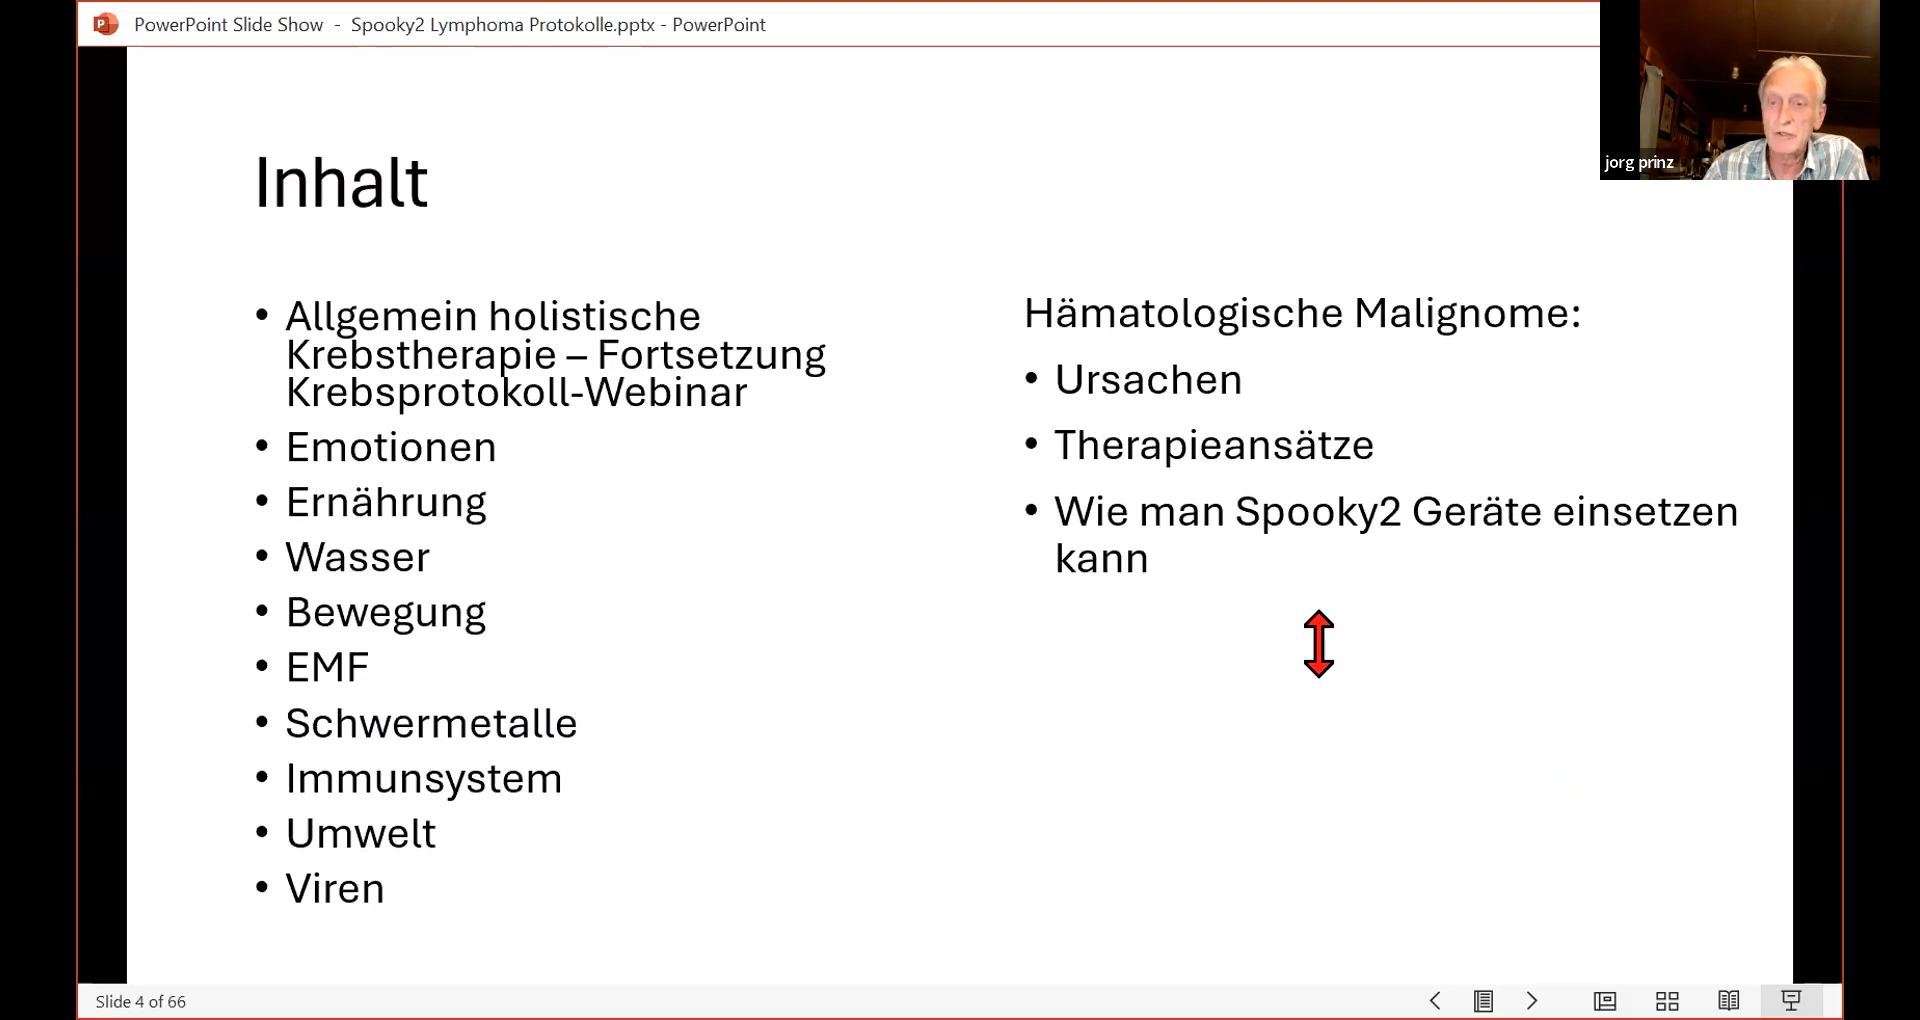 PowerPoint Slide Show - Spooky2 Lymphoma Protokolle.pptx - PowerPoint
jorg prinz
Inhalt
• Allgemein holistische
Krebstherapie – Fortsetzung
Krebsprotokoll-Webinar
• Emotionen
• Ernährung
• Wasser
• Bewegung
• EMF
• Schwermetalle
• Immunsystem
• Umwelt
• Viren
Hämatologische Malignome:
• Ursachen
• Therapieansätze
• Wie man Spooky2 Geräte einsetzen
kann
Slide 4 of 66